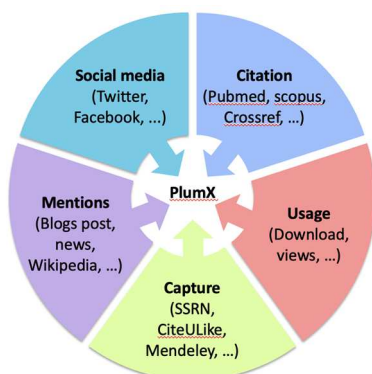 Social media
(Twitter,
Facebook, ...)
Citation
(Pubmed, scopus,
Crossref, ...)
Mentions
(Blogs post,
news,
Wikipedia, ...)
PlumX
Usage
(Download,
views, ...)
Capture
(SSRN,
CiteULike,
Mendeley, ...)